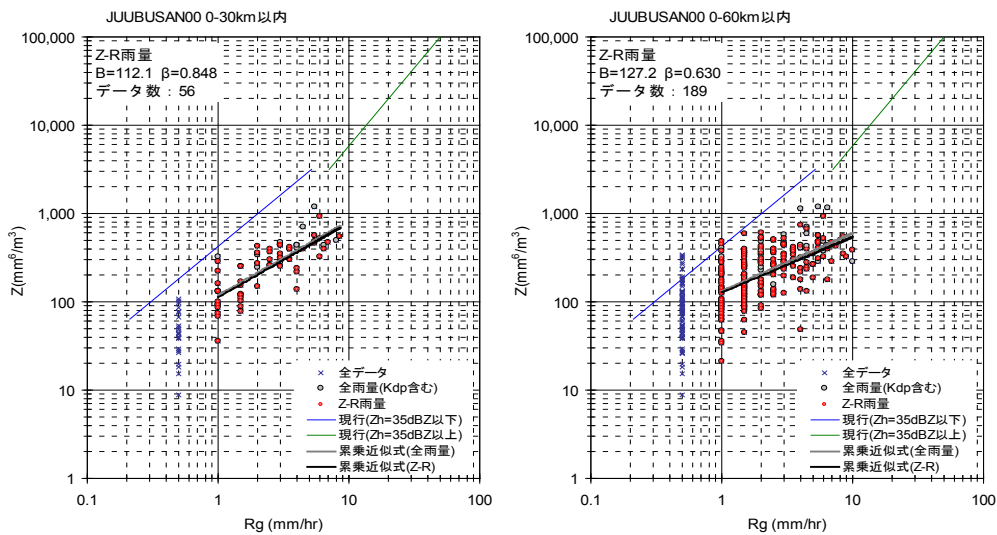 JUUBUSAN00 0-30km以内
Z-R雨量
B=112.1 β=0.848
データ数：56
100,000
10,000
1,000
100
10
1
Z(mm⁶/m³)
0.1 1 10 100
Rg (mm/hr)
全データ
全雨量(Kdp含む)
Z-R雨量
現行(Zh=35dBZ以下)
現行(Zh=35dBZ以上)
累乗近似式(全雨量)
累乗近似式(Z-R)
JUUBUSAN00 0-60km以内
Z-R雨量
B=127.2 β=0.630
データ数：189
100,000
10,000
1,000
100
10
1
Z(mm⁶/m³)
0.1 1 10 100
Rg (mm/hr)
全データ
全雨量(Kdp含む)
Z-R雨量
現行(Zh=35dBZ以下)
現行(Zh=35dBZ以上)
累乗近似式(全雨量)
累乗近似式(Z-R)